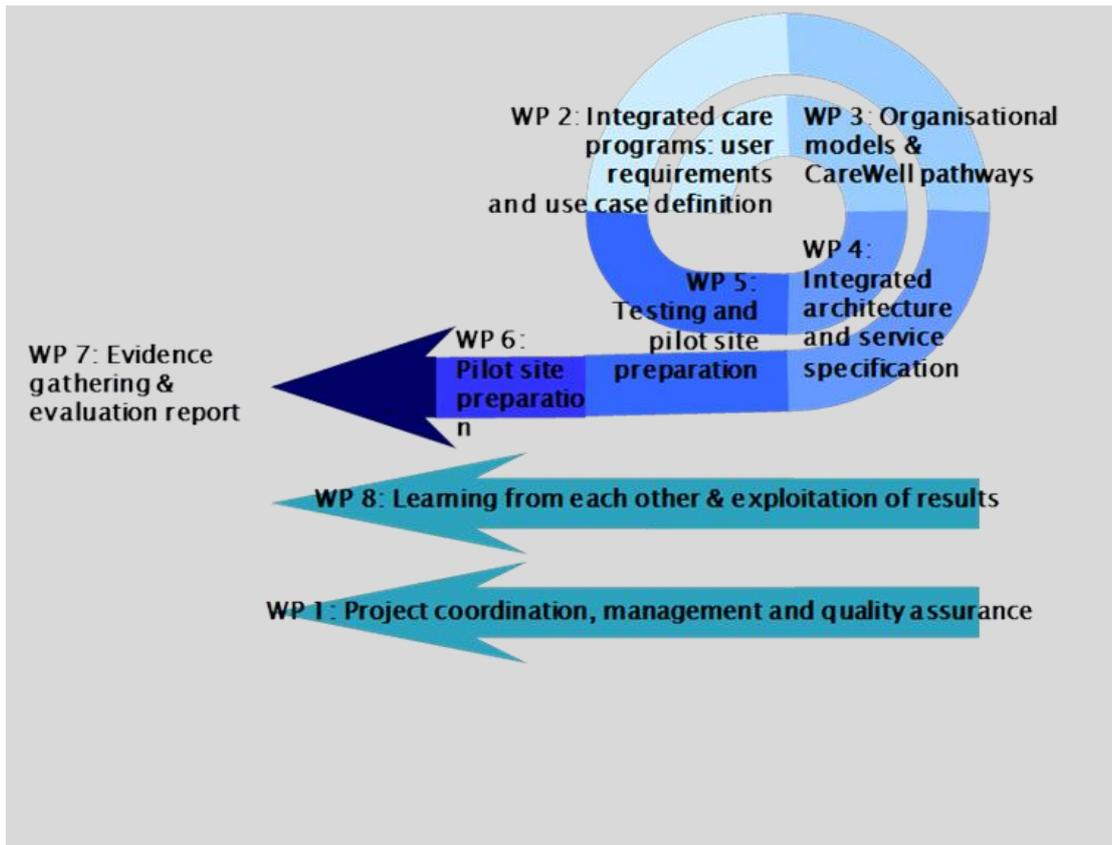 WP 2: Integrated care
programs: user
requirements
and use case definition
WP 3: Organisational
models &
CareWell pathways
WP 4:
Integrated
architecture
and service
specification
WP 5:
Testing and
pilot site
preparation
WP 6:
Pilot site
preparatio
n
WP 7: Evidence
gathering &
evaluation report
WP 8: Learning from each other & exploitation of results
WP 1: Project coordination, management and quality assurance